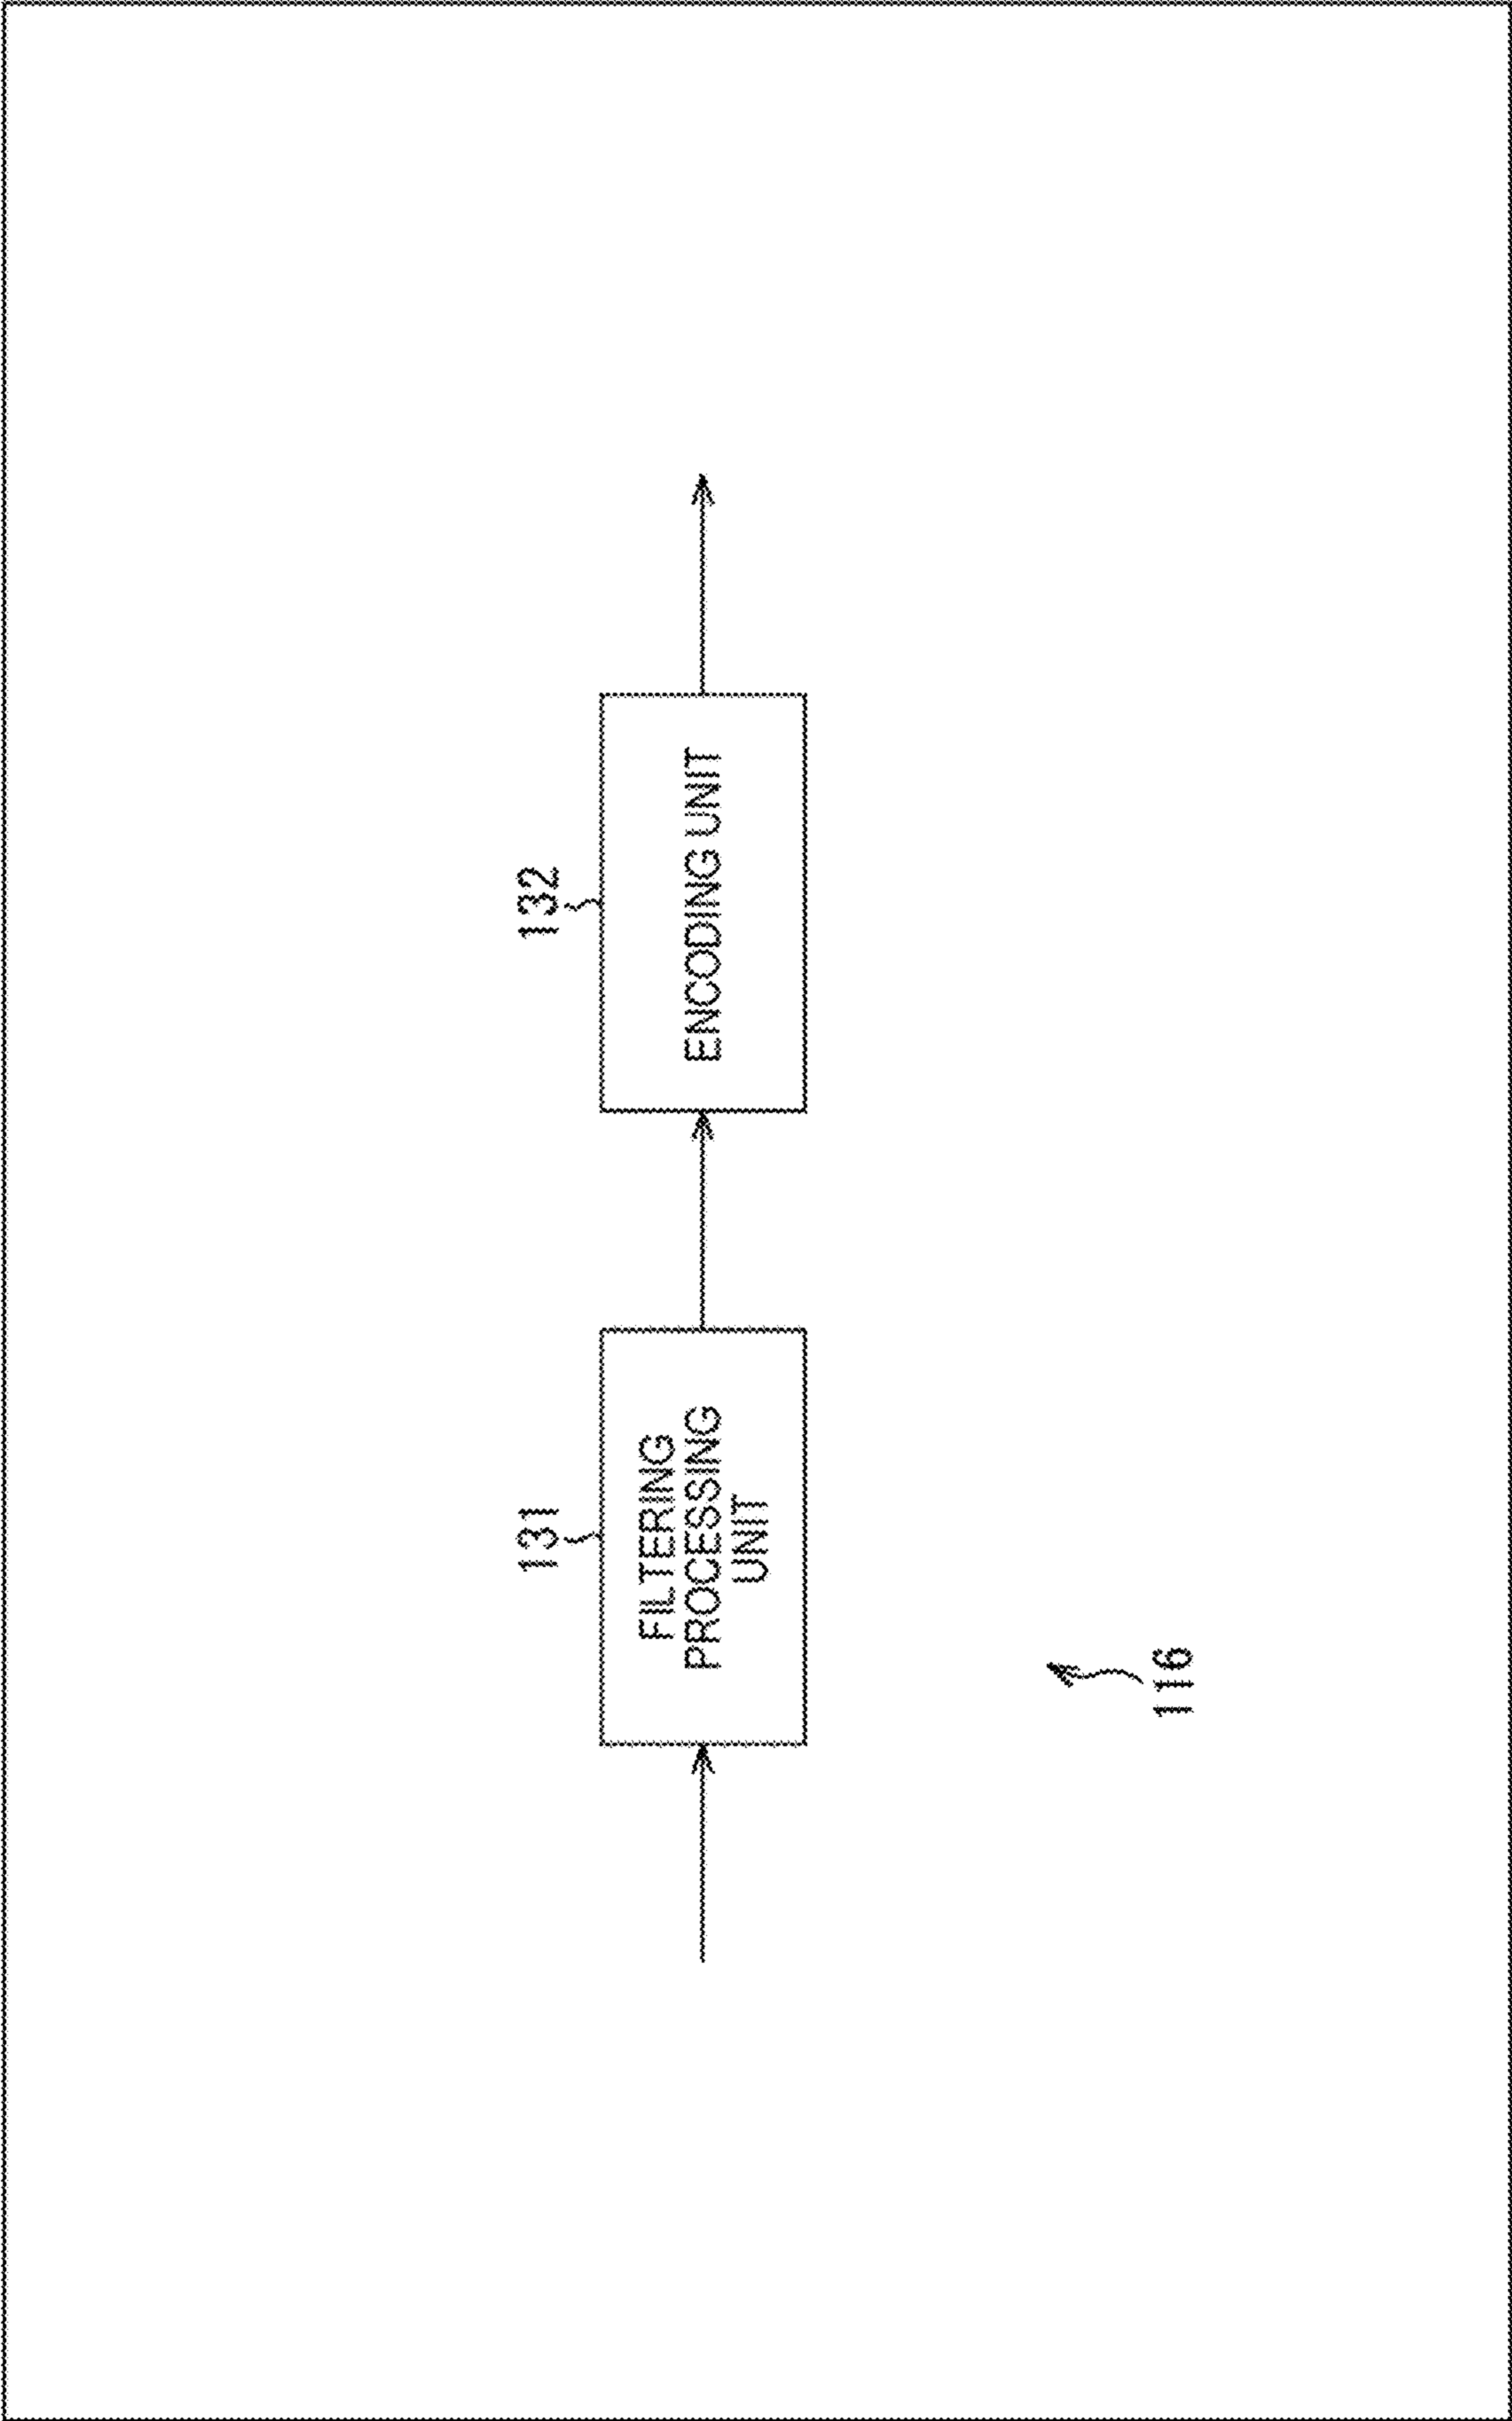 131
132
FILTERING
PROCESSING
UNIT
ENCODING UNIT
116